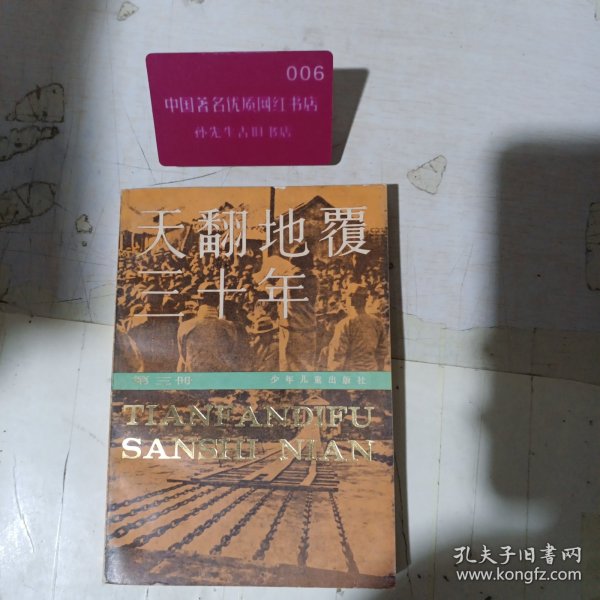 006
中国著名优质网红书店
孙先生古旧书店
天翻地覆
三十年
第三册 少年儿童出版社
TIANFANDIFU
SANSHI NIAN
孔夫子旧书网
www.kongfz.com